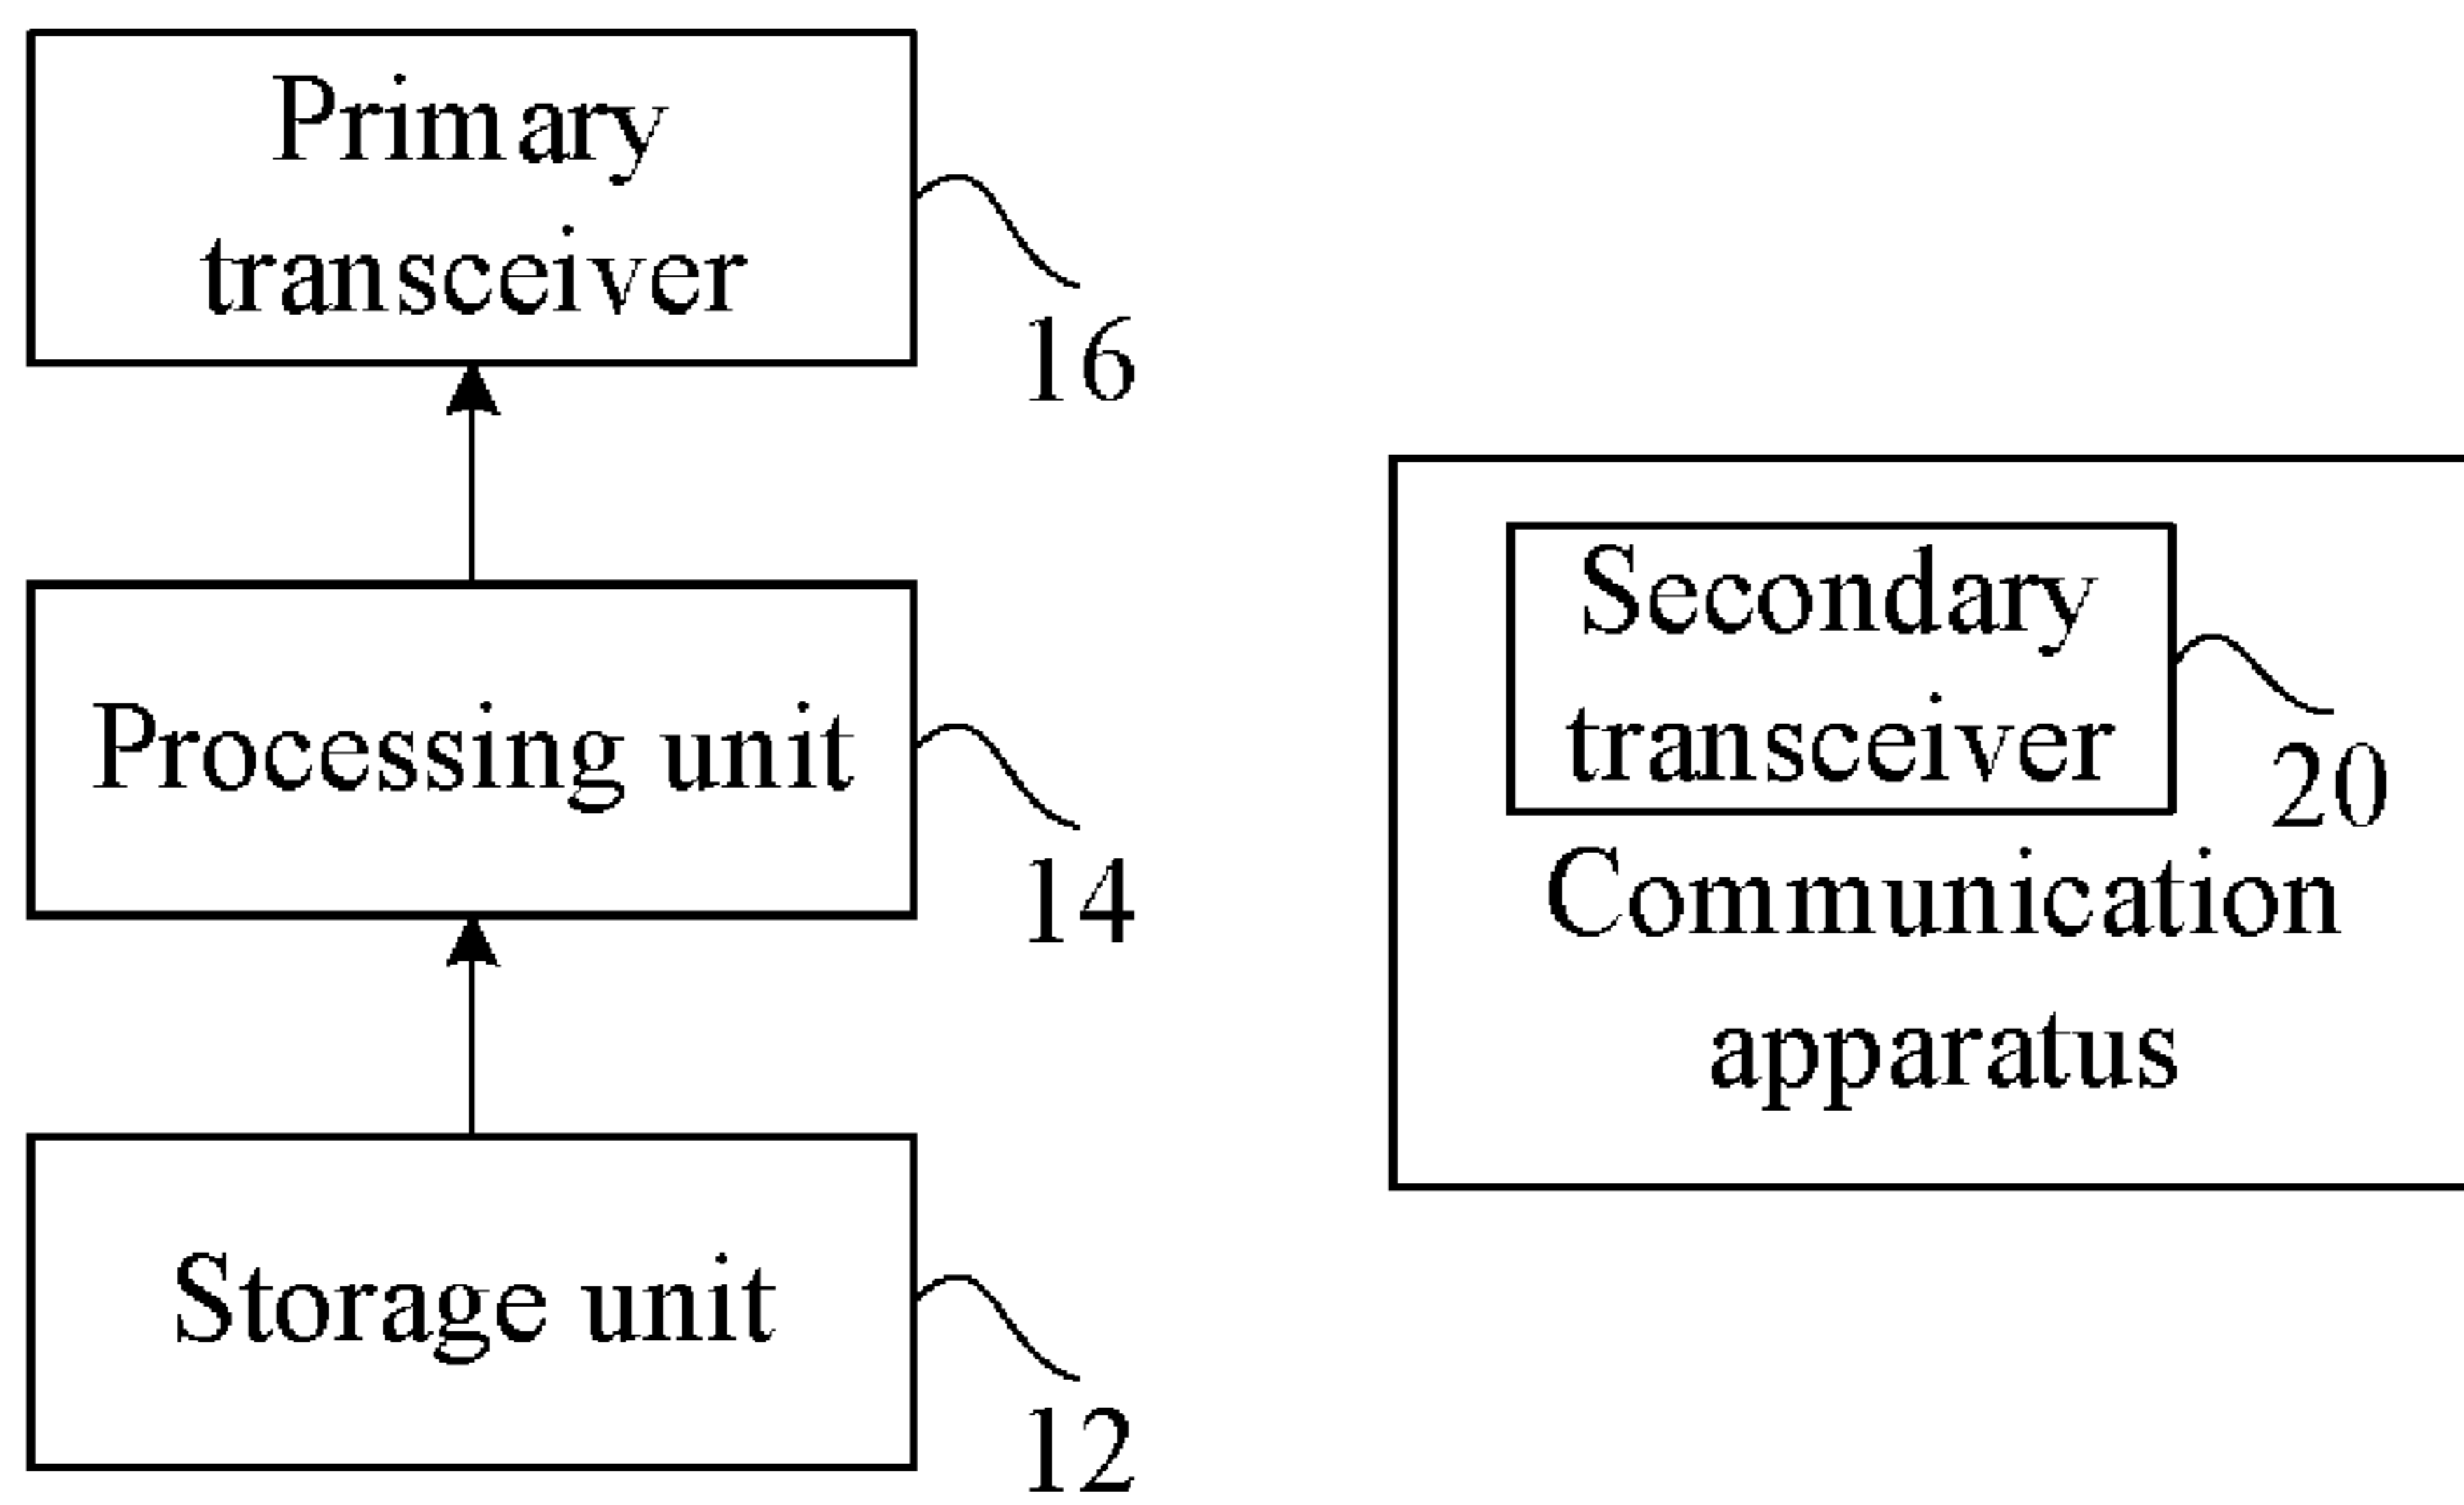 Primary
transceiver
16
Processing unit
14
Storage unit
12
Secondary
transceiver
20
Communication
apparatus